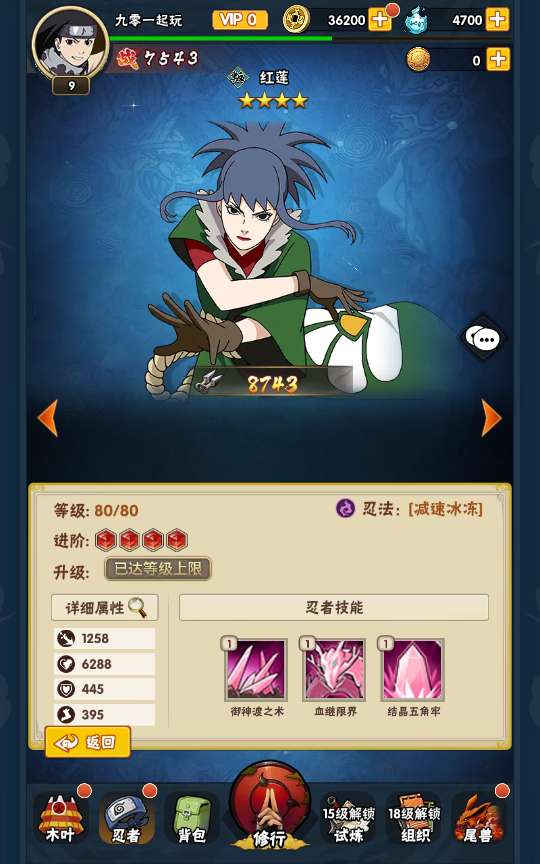 九零一起玩 VIP 0 36200 4700
7543 0
9
红莲
8743
等级: 80/80 忍法: [减速冰冻]
进阶:
升级: 已达等级上限
详细属性 忍者技能
1258
6288
445
395
1 1 1
御神渡之术 血继限界 结晶五角牢
返回
木叶 忍者 背包 修行 15级解锁 试炼 18级解锁 组织 尾兽